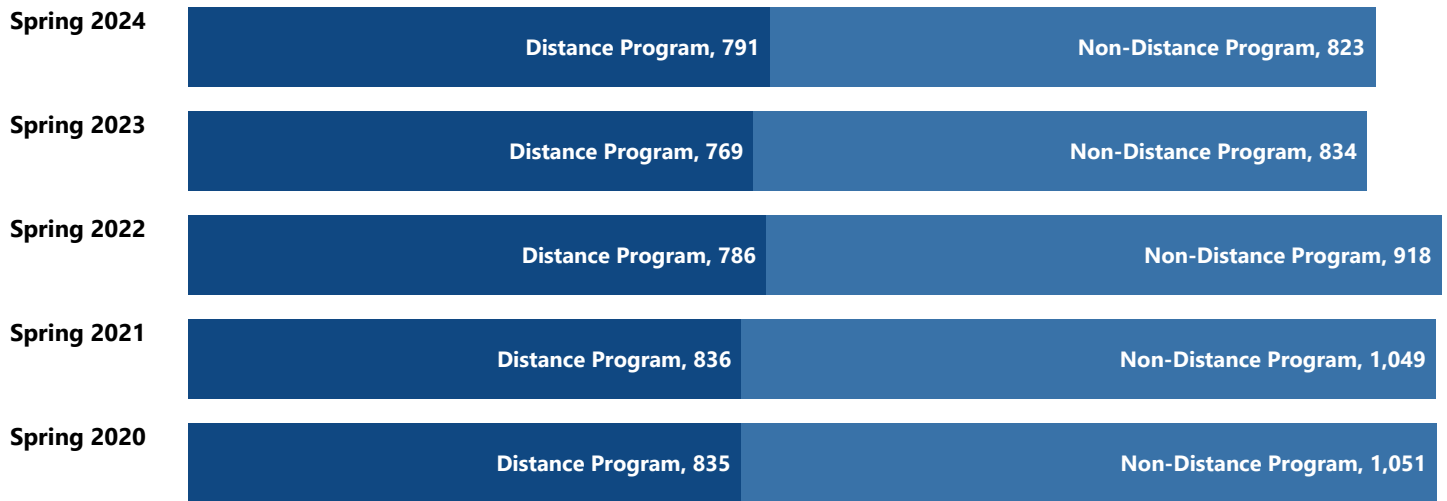 Spring 2024
Distance Program, 791
Non-Distance Program, 823
Spring 2023
Distance Program, 769
Non-Distance Program, 834
Spring 2022
Distance Program, 786
Non-Distance Program, 918
Spring 2021
Distance Program, 836
Non-Distance Program, 1,049
Spring 2020
Distance Program, 835
Non-Distance Program, 1,051